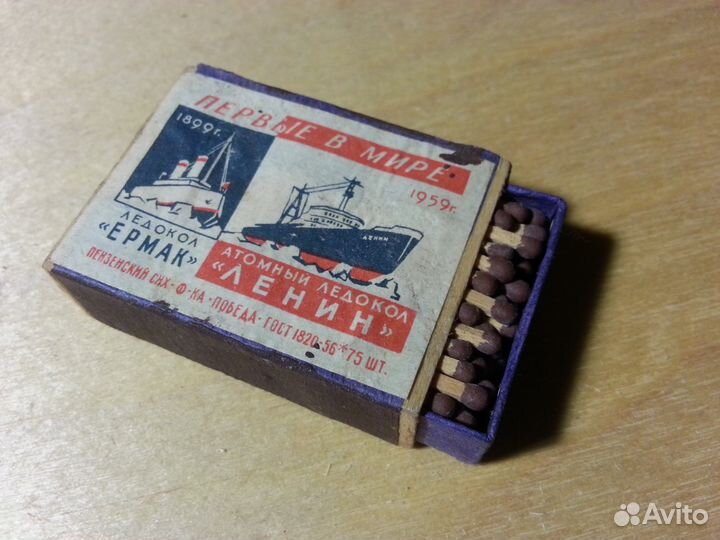 ПЕРВЫЕ В МИРЕ
1899г.
1959г.
ЛЕНИН
ЛЕДОКОЛ
«ЕРМАК»
АТОМНЫЙ ЛЕДОКОЛ
«ЛЕНИН»
ПЕНЗЕНСКИЙ СНХ · Ф-КА · ПОБЕДА · ГОСТ 1820-56 * 75 ШТ.
Avito